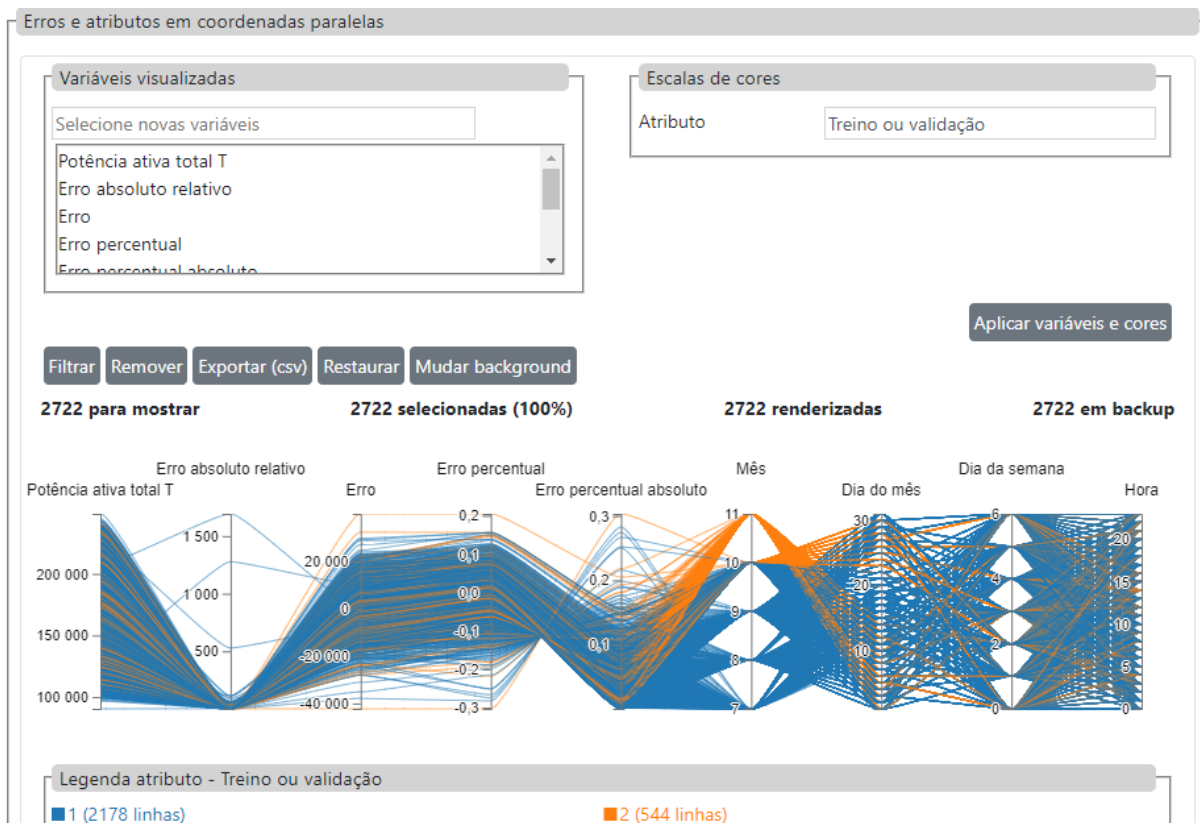 Erros e atributos em coordenadas paralelas
Variáveis visualizadas
Selecione novas variáveis
Potência ativa total T
Erro absoluto relativo
Erro
Erro percentual
Erro percentual absoluto
Escalas de cores
Atributo
Treino ou validação
Aplicar variáveis e cores
Filtrar Remover Exportar (csv) Restaurar Mudar background
2722 para mostrar 2722 selecionadas (100%) 2722 renderizadas 2722 em backup
Erro absoluto relativo Erro percentual Mês Dia da semana
Potência ativa total T Erro Erro percentual absoluto Dia do mês Hora
200 000
150 000
100 000
1 500
1 000
500
20 000
0
-20 000
-40 000
0,2
0,1
0,0
-0,1
-0,2
-0,3
0,3
0,2
0,1
11
10
9
8
7
30
20
10
6
4
2
0
20
15
10
5
0
Legenda atributo - Treino ou validação
1 (2178 linhas) 2 (544 linhas)